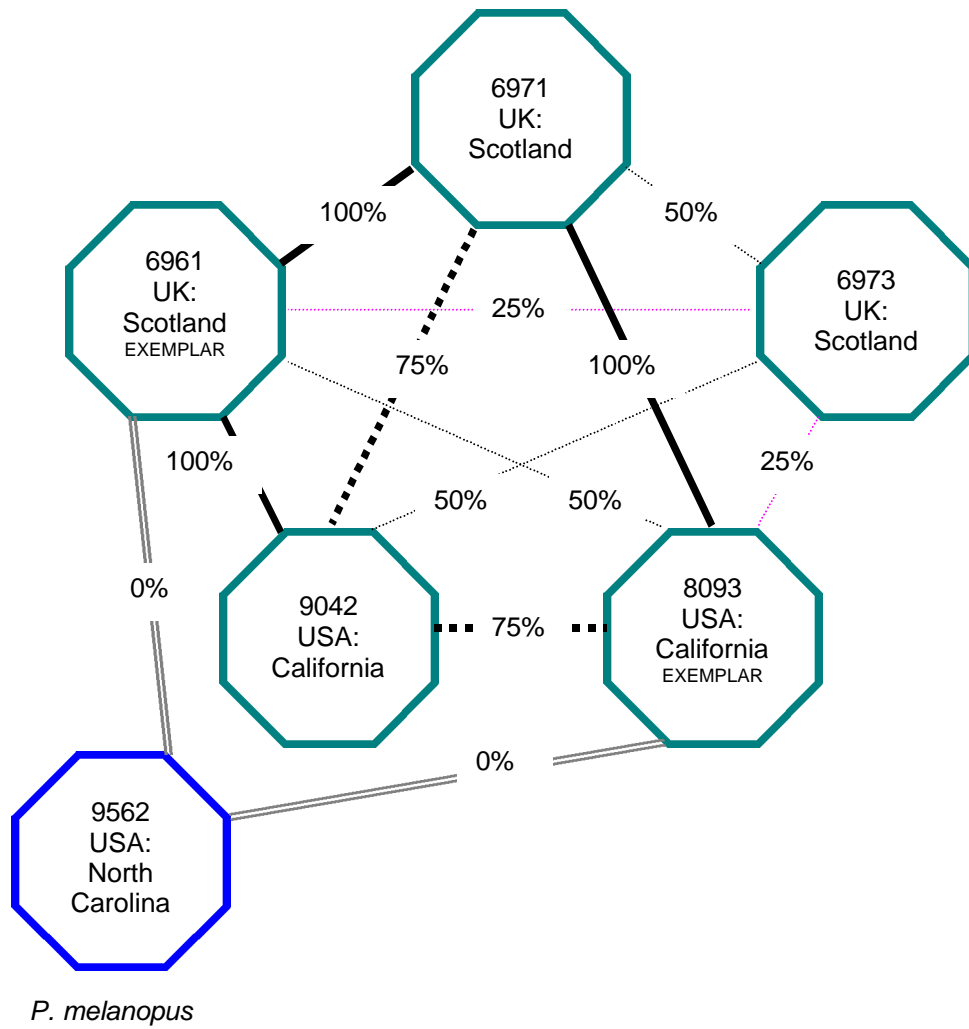 6971
UK:
Scotland
100%
50%
6961
UK:
Scotland
EXEMPLAR
6973
UK:
Scotland
25%
75%
100%
100%
25%
50%
50%
0%
9042
USA:
California
75%
8093
USA:
California
EXEMPLAR
0%
9562
USA:
North
Carolina
P. melanopus